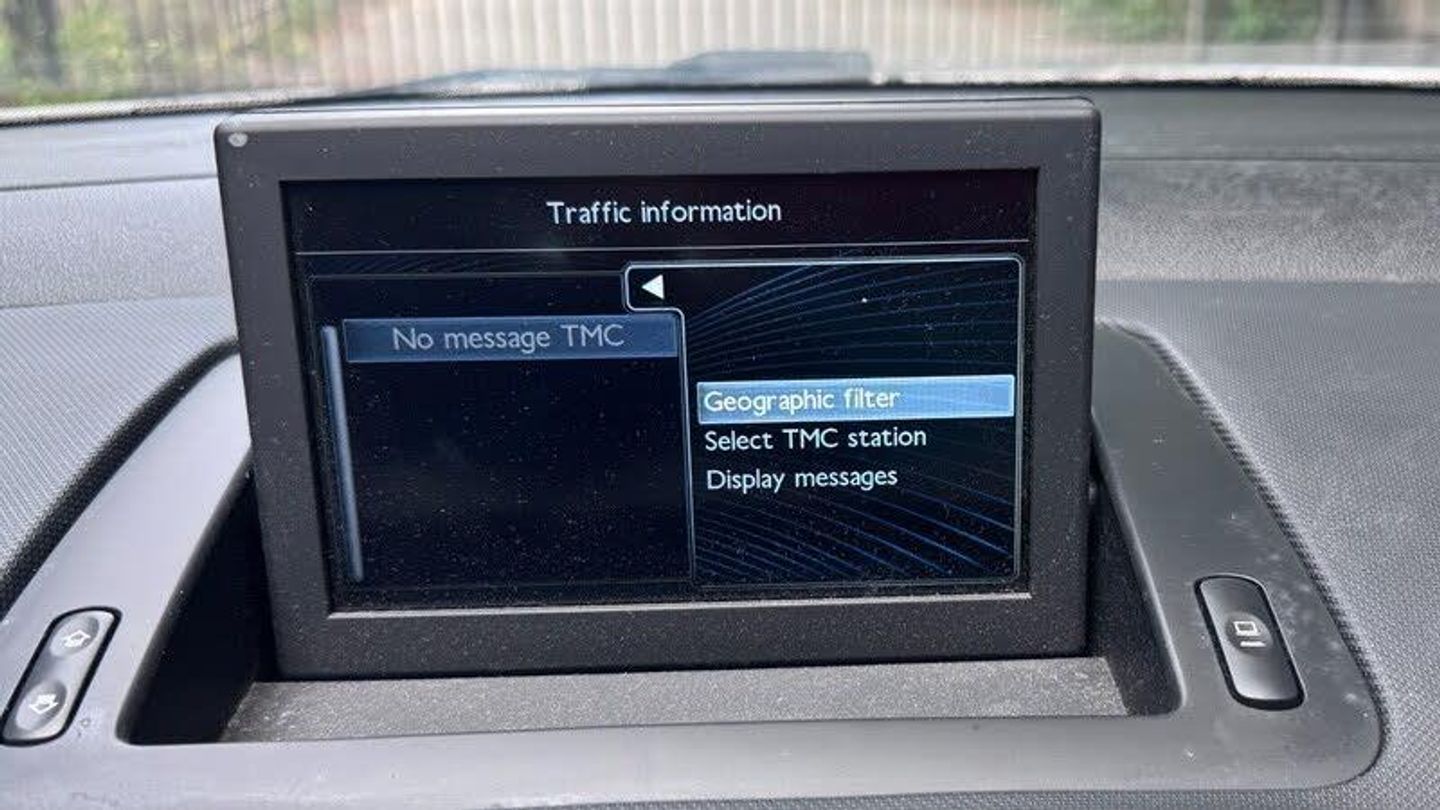 Traffic information
No message TMC
Geographic filter
Select TMC station
Display messages